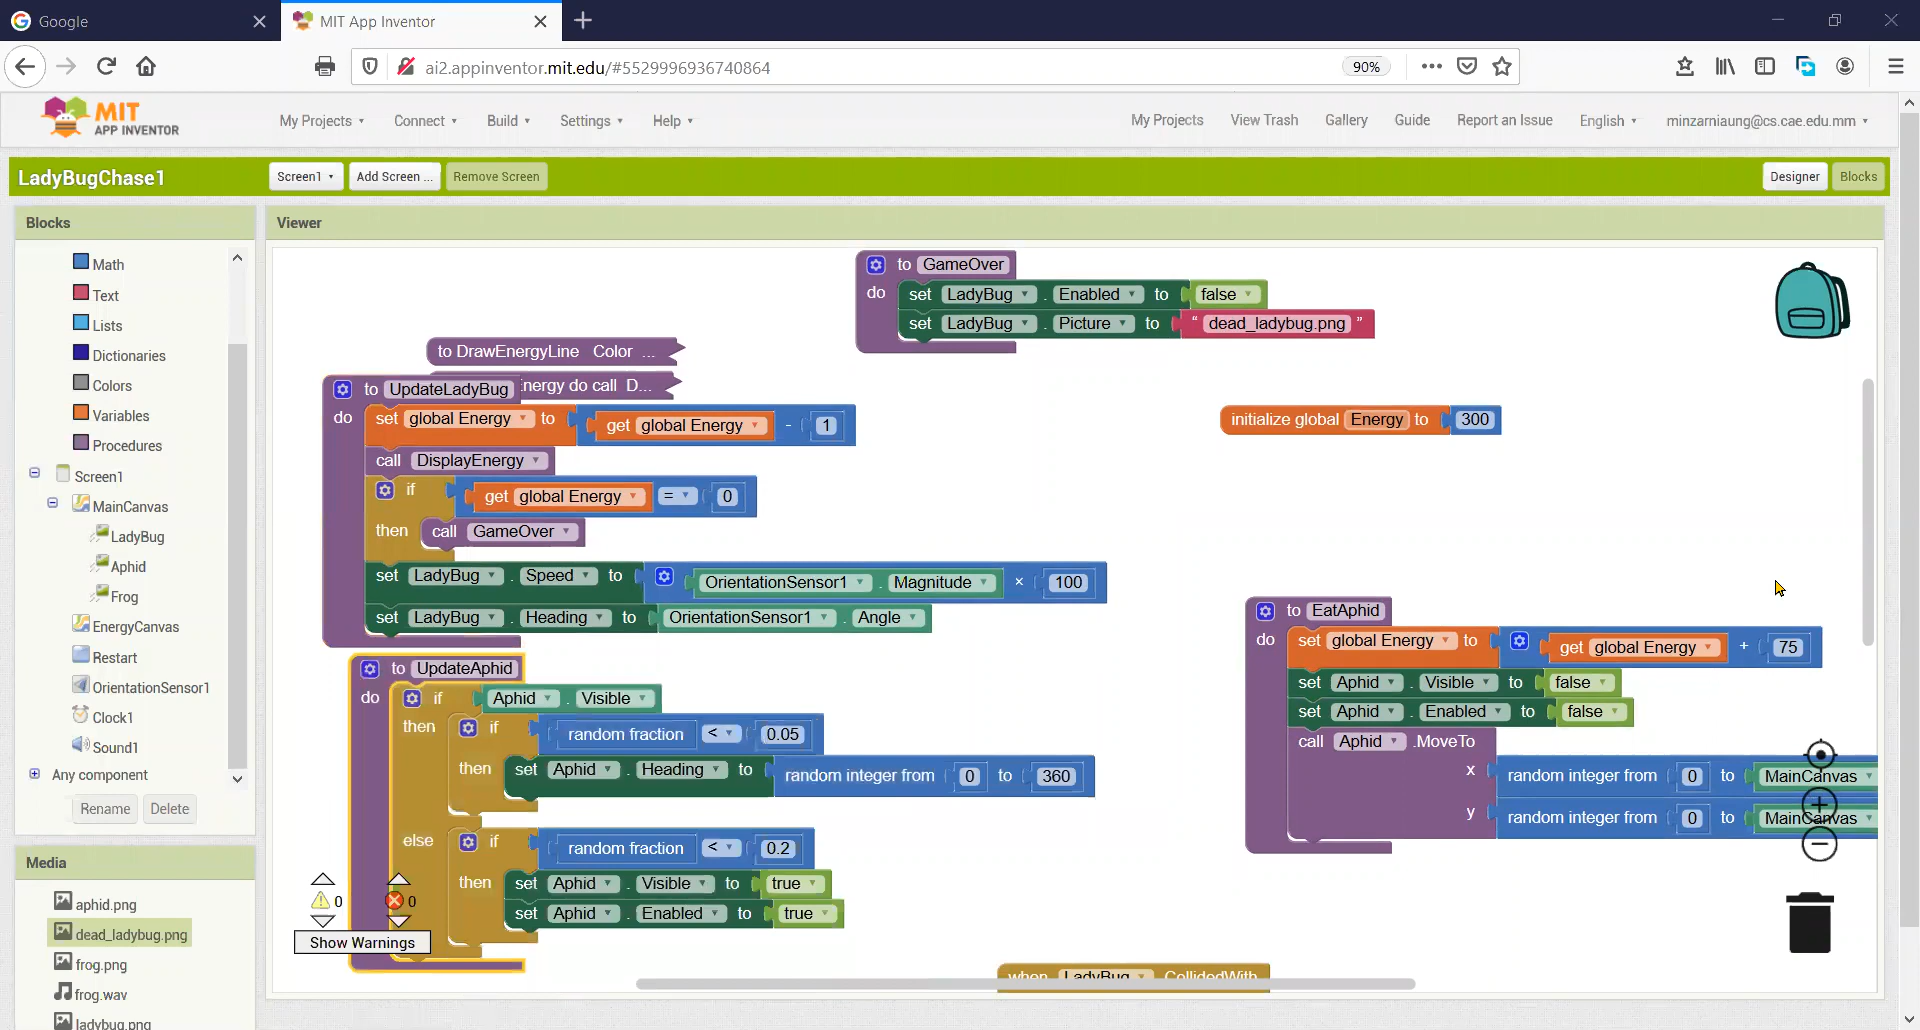 Google
MIT App Inventor
ai2.appinventor.mit.edu/#5529996936740864
90%
MIT
APP INVENTOR
My Projects
Connect
Build
Settings
Help
My Projects
View Trash
Gallery
Guide
Report an Issue
English
minzarniaung@cs.cae.edu.mm
LadyBugChase1
Screen1
Add Screen ...
Remove Screen
Designer
Blocks
Blocks
Math
Text
Lists
Dictionaries
Colors
Variables
Procedures
Screen1
MainCanvas
LadyBug
Aphid
Frog
EnergyCanvas
Restart
OrientationSensor1
Clock1
Sound1
Any component
Rename
Delete
Media
aphid.png
dead_ladybug.png
frog.png
frog.wav
ladybug.png
Viewer
to GameOver
do set LadyBug . Enabled to false
set LadyBug . Picture to “ dead_ladybug.png ”
to DrawEnergyLine Color ...
nergy do call D...
to UpdateLadyBug
do set global Energy to get global Energy - 1
call DisplayEnergy
if get global Energy = 0
then call GameOver
set LadyBug . Speed to OrientationSensor1 . Magnitude × 100
set LadyBug . Heading to OrientationSensor1 . Angle
initialize global Energy to 300
to UpdateAphid
do if Aphid . Visible
then if random fraction < 0.05
then set Aphid . Heading to random integer from 0 to 360
else if random fraction < 0.2
then set Aphid . Visible to true
set Aphid . Enabled to true
0
0
Show Warnings
to EatAphid
do set global Energy to get global Energy + 75
set Aphid . Visible to false
set Aphid . Enabled to false
call Aphid .MoveTo
x random integer from 0 to MainCanvas
y random integer from 0 to MainCanvas
when LadyBug .CollidedWith